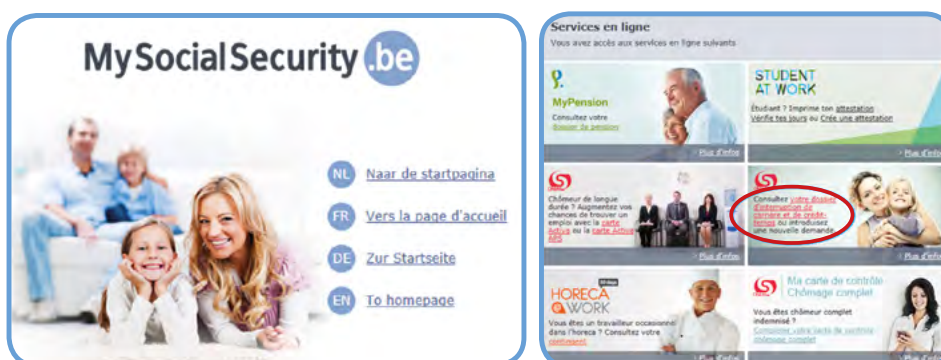 MySocialSecurity .be
NL Naar de startpagina
FR Vers la page d'accueil
DE Zur Startseite
EN To homepage
Services en ligne
Vous avez accès aux services en ligne suivants
MyPension
Consultez votre
dossier de pension
> Plus d'infos
STUDENT
AT WORK
Étudiant ? Imprime ton attestation
Vérifie tes jours ou Crée une attestation
> Plus d'infos
Chômeur de longue
durée ? Augmentez vos
chances de trouver un
emploi avec la carte
Activa ou la carte Activa
APS
> Plus d'infos
Consultez votre dossier
d'interruption de
carrière et de crédit-
temps ou introduisez
une nouvelle demande
> Plus d'infos
HORECA
@WORK
Vous êtes un travailleur occasionnel
dans l'horeca ? Consultez votre
contingent
> Plus d'infos
Ma carte de contrôle
Chômage complet
Vous êtes chômeur complet
indemnisé ?
Complétez votre carte de contrôle
chômage complet
> Plus d'infos